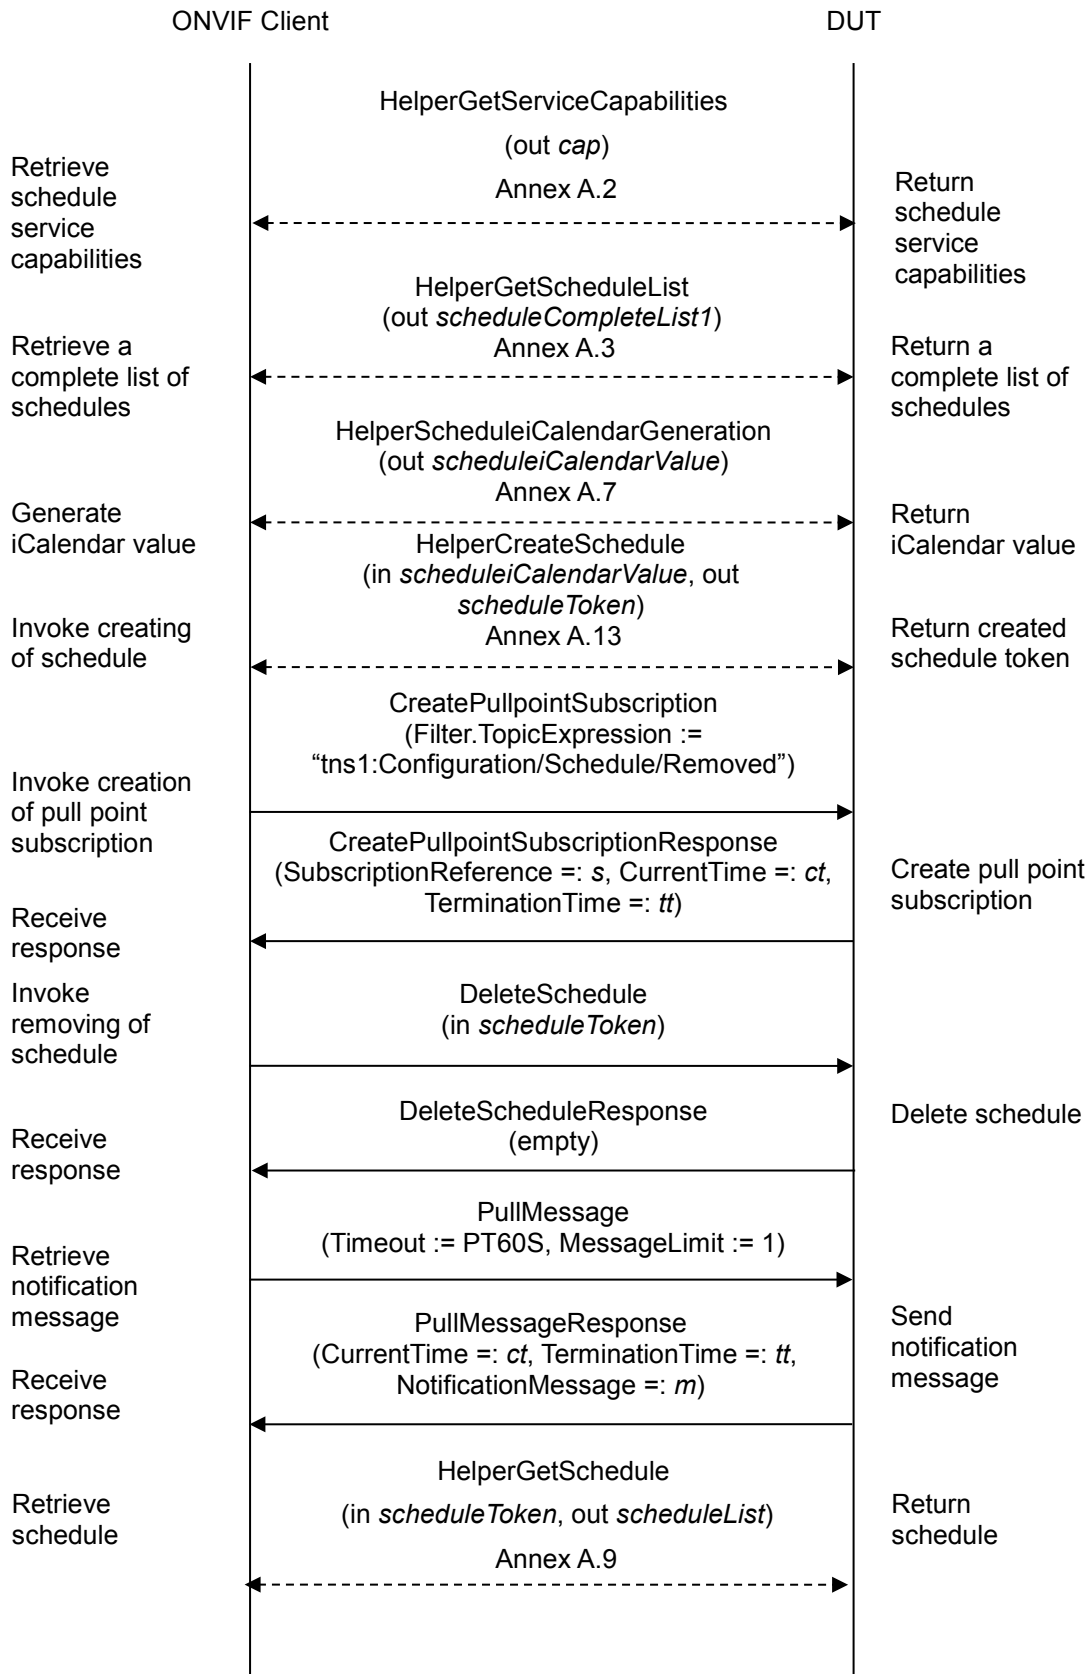 ONVIF Client
DUT
HelperGetServiceCapabilities
(out cap)
Annex A.2
Retrieve
schedule
service
capabilities
Return
schedule
service
capabilities
HelperGetScheduleList
(out scheduleCompleteList1)
Annex A.3
Retrieve a
complete list of
schedules
Return a
complete list of
schedules
HelperScheduleiCalendarGeneration
(out scheduleiCalendarValue)
Annex A.7
Generate
iCalendar value
Return
iCalendar value
HelperCreateSchedule
(in scheduleiCalendarValue, out
scheduleToken)
Annex A.13
Invoke creating
of schedule
Return created
schedule token
CreatePullpointSubscription
(Filter.TopicExpression :=
“tns1:Configuration/Schedule/Removed”)
Invoke creation
of pull point
subscription
CreatePullpointSubscriptionResponse
(SubscriptionReference =: s, CurrentTime =: ct,
TerminationTime =: tt)
Create pull point
subscription
Receive
response
Invoke
removing of
schedule
DeleteSchedule
(in scheduleToken)
DeleteScheduleResponse
(empty)
Delete schedule
Receive
response
PullMessage
(Timeout := PT60S, MessageLimit := 1)
Retrieve
notification
message
PullMessageResponse
(CurrentTime =: ct, TerminationTime =: tt,
NotificationMessage =: m)
Send
notification
message
Receive
response
HelperGetSchedule
(in scheduleToken, out scheduleList)
Annex A.9
Retrieve
schedule
Return
schedule